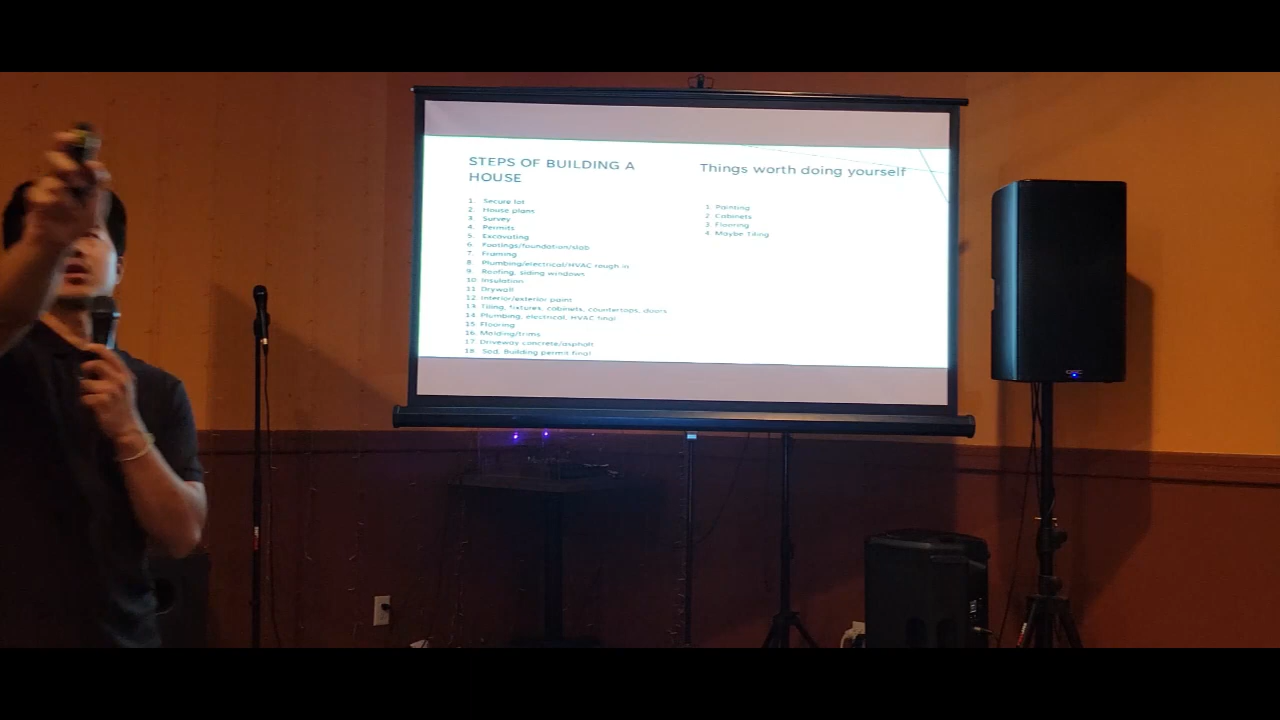 STEPS OF BUILDING A
HOUSE
1. Secure lot
2. House plans
3. Survey
4. Permits
5. Excavating
6. Footings/foundation/slab
7. Framing
8. Plumbing/electrical/HVAC rough in
9. Roofing, siding windows
10. Insulation
11. Drywall
12. Interior/exterior paint
13. Tiling, fixtures, cabinets, countertops, doors
14. Plumbing, electrical, HVAC final
15. Flooring
16. Molding/trims
17. Driveway concrete/asphalt
18. Sod. Building permit final
Things worth doing yourself
1. Painting
2. Cabinets
3. Flooring
4. Maybe Tiling
QSC